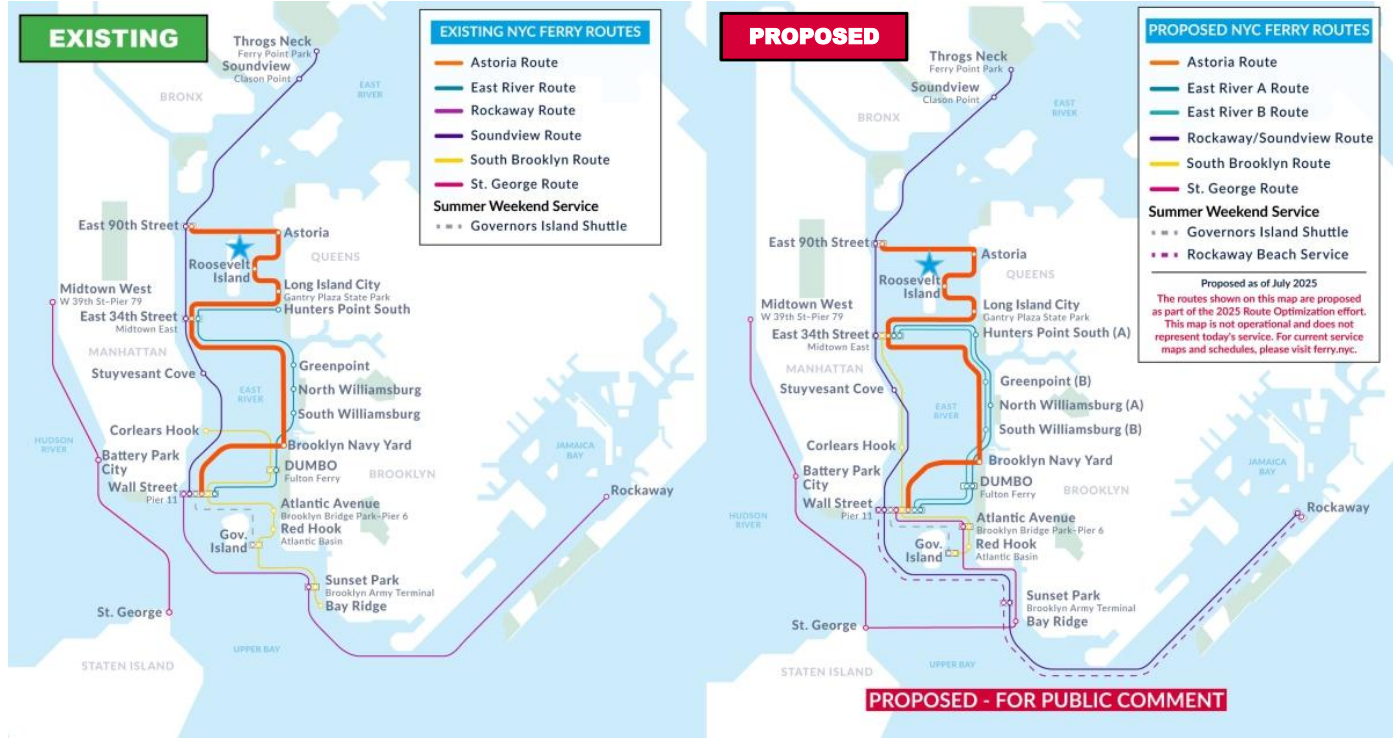 EXISTING
EXISTING NYC FERRY ROUTES
Astoria Route
East River Route
Rockaway Route
Soundview Route
South Brooklyn Route
St. George Route
Summer Weekend Service
Governors Island Shuttle
Throgs Neck
Ferry Point Park
Soundview
Clason Point
BRONX
EAST
RIVER
East 90th Street
Astoria
QUEENS
Roosevelt
Island
Long Island City
Gantry Plaza State Park
Hunters Point South
Midtown West
W 39th St–Pier 79
East 34th Street
Midtown East
MANHATTAN
Stuyvesant Cove
Greenpoint
North Williamsburg
EAST
RIVER
South Williamsburg
Corlears Hook
HUDSON
RIVER
Brooklyn Navy Yard
JAMAICA
BAY
Battery Park
City
DUMBO
Fulton Ferry
BROOKLYN
Wall Street
Pier 11
Rockaway
Atlantic Avenue
Brooklyn Bridge Park–Pier 6
Red Hook
Atlantic Basin
Gov.
Island
Sunset Park
Brooklyn Army Terminal
Bay Ridge
St. George
UPPER BAY
STATEN ISLAND
PROPOSED
PROPOSED NYC FERRY ROUTES
Astoria Route
East River A Route
East River B Route
Rockaway/Soundview Route
South Brooklyn Route
St. George Route
Summer Weekend Service
Governors Island Shuttle
Rockaway Beach Service
Proposed as of July 2025
The routes shown on this map are proposed
as part of the 2025 Route Optimization effort.
This map is not operational and does not
represent today's service. For current service
maps and schedules, please visit ferry.nyc.
Throgs Neck
Ferry Point Park
Soundview
Clason Point
BRONX
EAST
RIVER
East 90th Street
Astoria
QUEENS
Roosevelt
Island
Long Island City
Gantry Plaza State Park
Midtown West
W 39th St–Pier 79
East 34th Street
Midtown East
Hunters Point South (A)
MANHATTAN
Stuyvesant Cove
Greenpoint (B)
EAST
RIVER
North Williamsburg (A)
South Williamsburg (B)
Corlears Hook
Brooklyn Navy Yard
JAMAICA
BAY
Battery Park
City
DUMBO
Fulton Ferry
BROOKLYN
Wall Street
Pier 11
HUDSON
RIVER
Rockaway
Atlantic Avenue
Brooklyn Bridge Park–Pier 6
Red Hook
Atlantic Basin
Gov.
Island
Sunset Park
Brooklyn Army Terminal
Bay Ridge
St. George
UPPER BAY
STATEN ISLAND
PROPOSED - FOR PUBLIC COMMENT